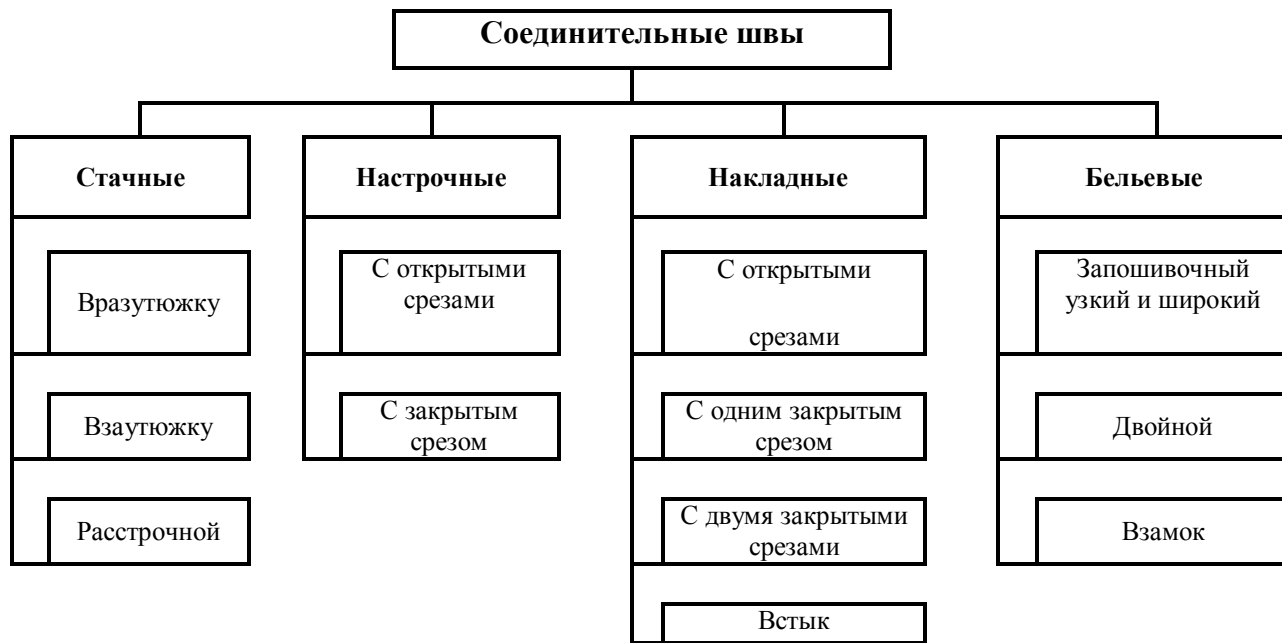 Соединительные швы
Стачные
Настрочные
Накладные
Бельевые
Вразутюжку
С открытыми
срезами
С открытыми
срезами
Запошивочный
узкий и широкий
Взаутюжку
С закрытым
срезом
С одним закрытым
срезом
Двойной
Расстрочной
С двумя закрытыми
срезами
Взамок
Встык